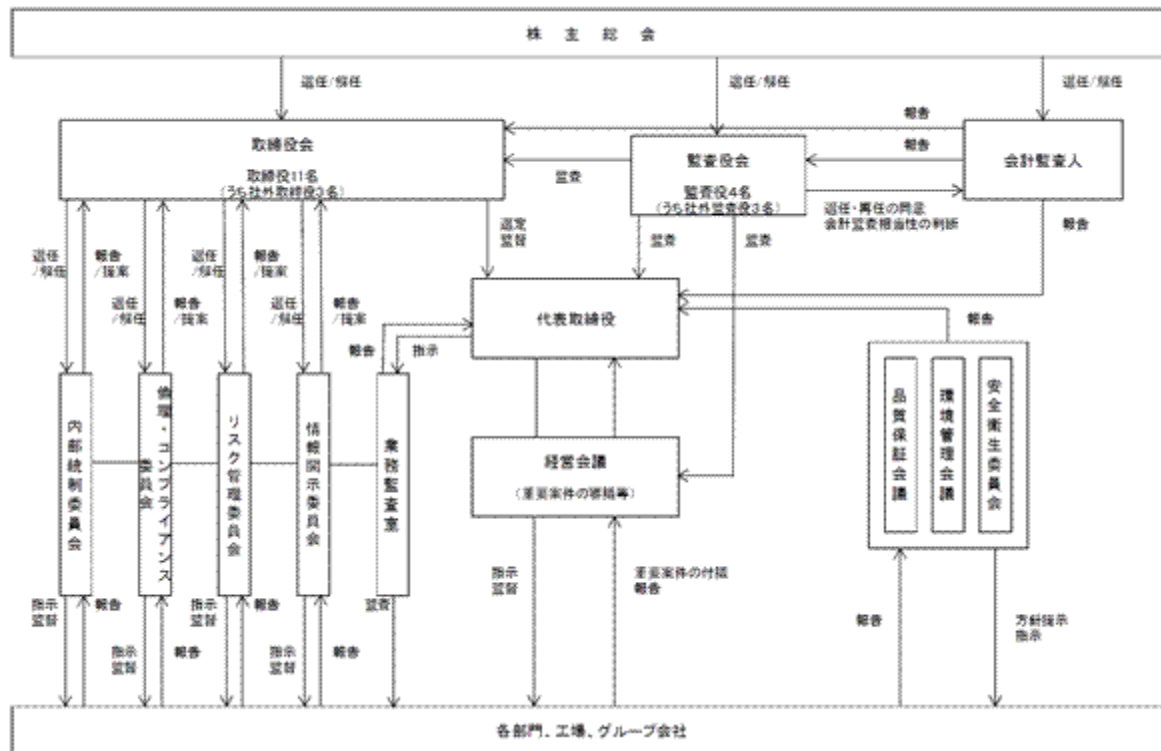 株主総会
選任/解任
選任/解任
選任/解任
取締役会
取締役11名
(うち社外取締役3名)
監査役会
監査役4名
(うち社外監査役3名)
会計監査人
報告
報告
監査
選任・再任の同意
会計監査相当性の判断
選定
監督
監査
監査
報告
選任
/解任
報告
/提案
選任
/解任
報告
/提案
選任
/解任
報告
/提案
選任
/解任
報告
/提案
代表取締役
報告
指示
報告
内部統制委員会
倫理・コンプライアンス
委員会
リスク管理委員会
情報開示委員会
業務監査室
経営会議
(重要案件の審議等)
品質保証会議
環境管理会議
安全衛生委員会
指示
監督
報告
指示
監督
報告
指示
監督
報告
指示
監督
報告
監査
指示
監督
重要案件の付議
報告
報告
方針提示
指示
各部門、工場、グループ会社